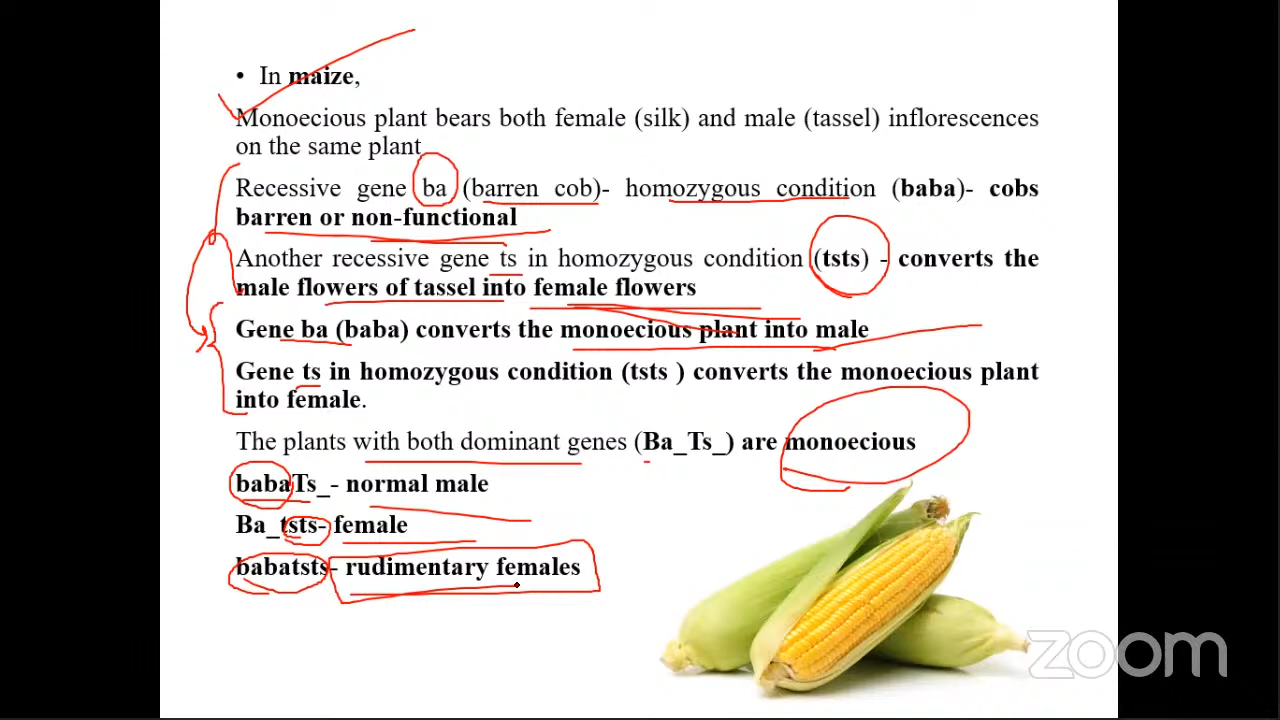 • In maize,
Monoecious plant bears both female (silk) and male (tassel) inflorescences
on the same plant
Recessive gene ba (barren cob)- homozygous condition (baba)- cobs
barren or non-functional
Another recessive gene ts in homozygous condition (tsts) - converts the
male flowers of tassel into female flowers
Gene ba (baba) converts the monoecious plant into male
Gene ts in homozygous condition (tsts ) converts the monoecious plant
into female.
The plants with both dominant genes (Ba_Ts_) are monoecious
babaTs_- normal male
Ba_tsts- female
babatsts- rudimentary females
zoom